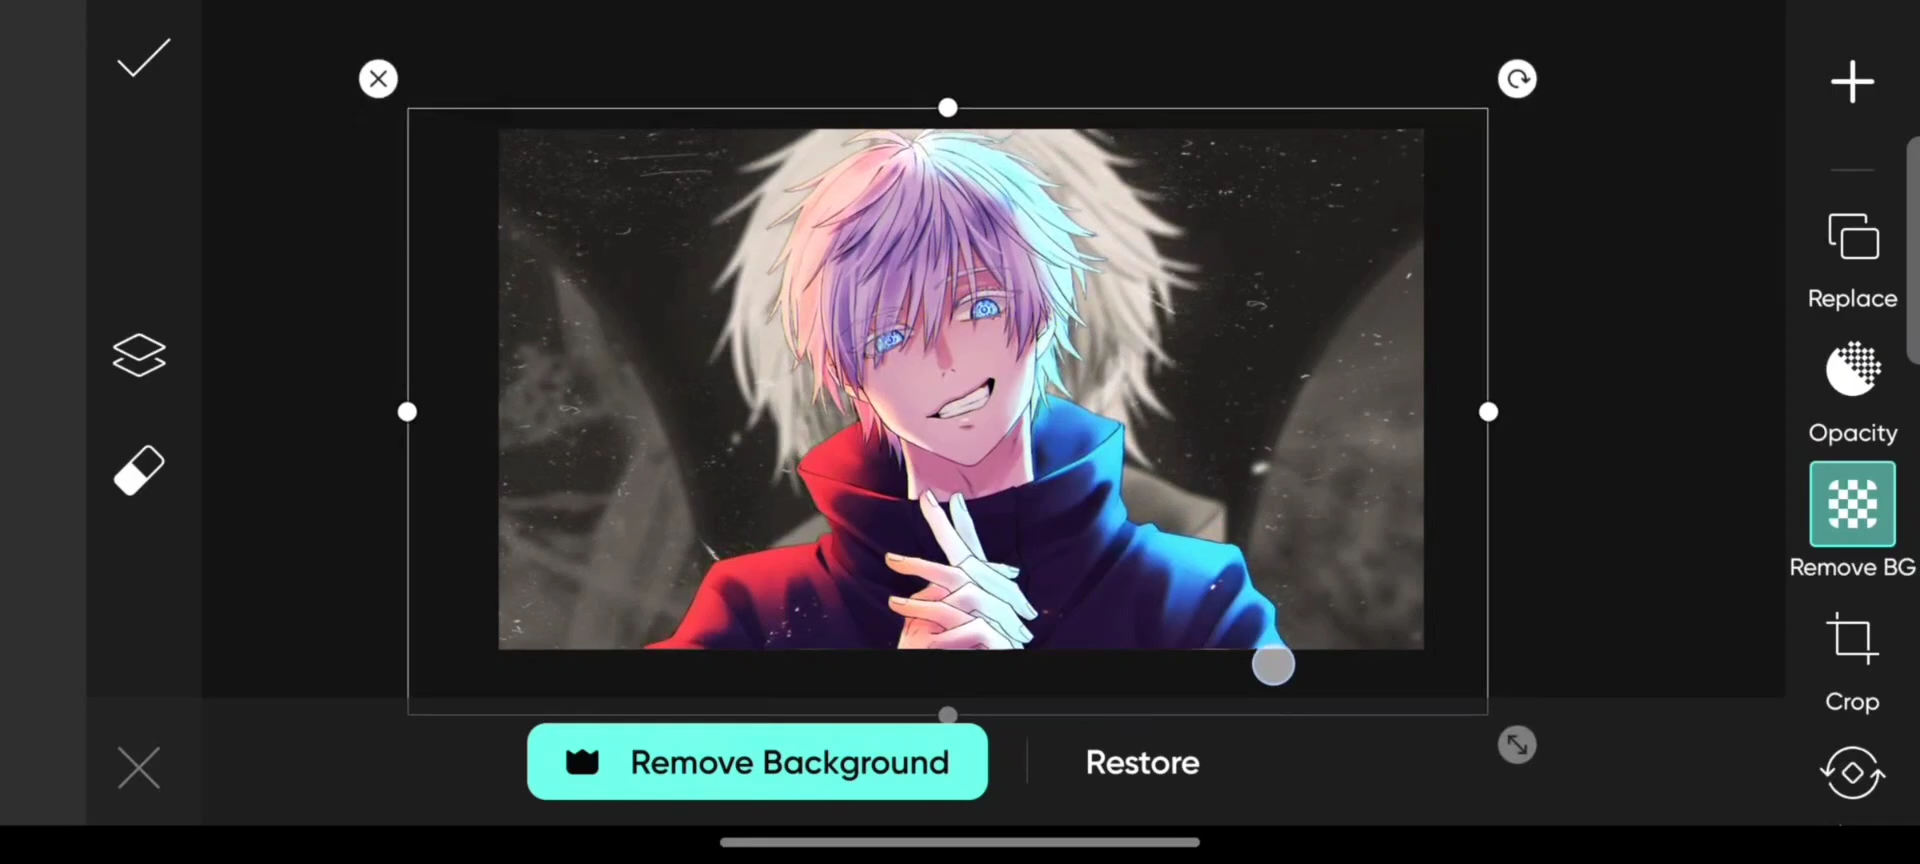 Replace
Opacity
Remove BG
Crop
Remove Background
Restore